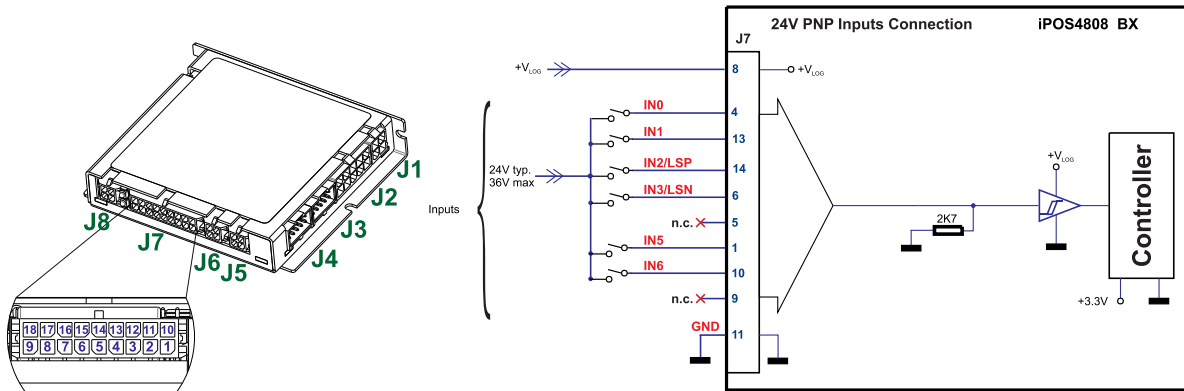 24V PNP Inputs Connection
iPOS4808 BX
J7
+VLOG
8
+VLOG
IN0
4
IN1
13
24V typ.
36V max
IN2/LSP
14
IN3/LSN
6
Inputs
n.c.
5
IN5
1
IN6
10
n.c.
9
GND
11
2K7
+VLOG
Controller
+3.3V
J1
J2
J3
J4
J5
J6
J7
J8
18 17 16 15 14 13 12 11 10
9 8 7 6 5 4 3 2 1